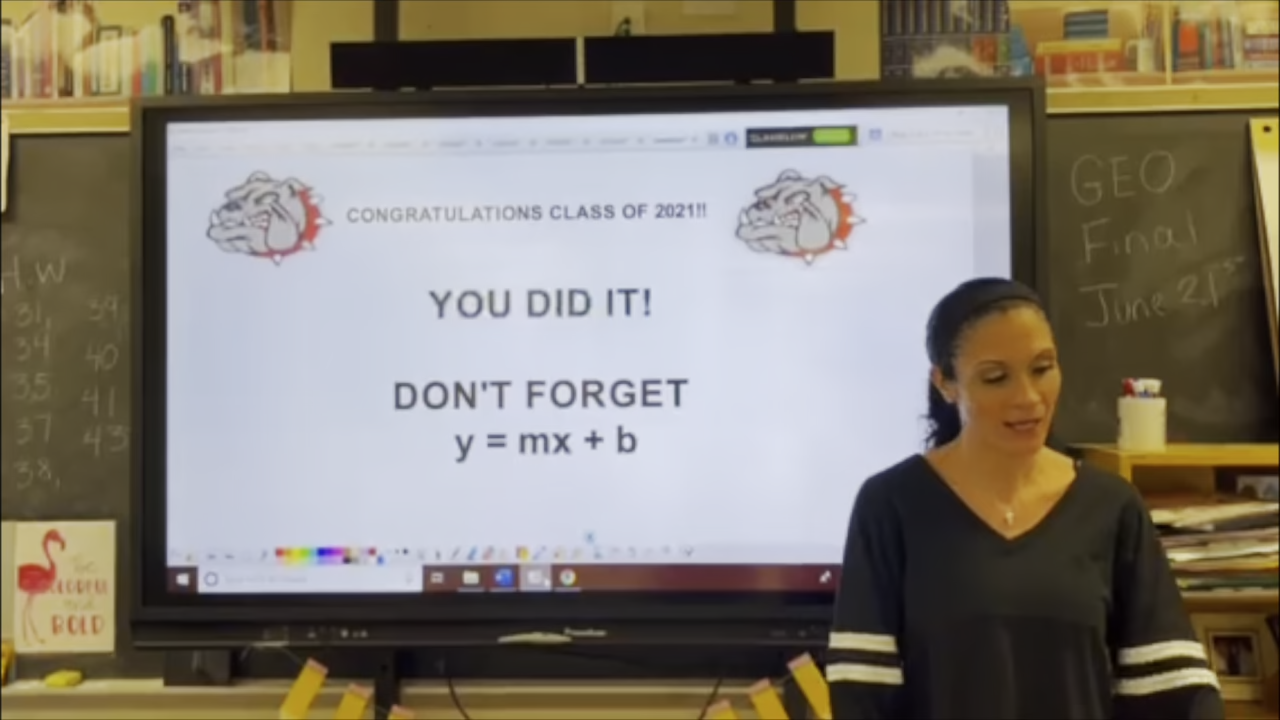 CONGRATULATIONS CLASS OF 2021!!
YOU DID IT!
DON'T FORGET
y = mx + b
GEO
Final
June 21st
H.W
31, 39,
34 40
35, 41
37 43
38,
BOLD